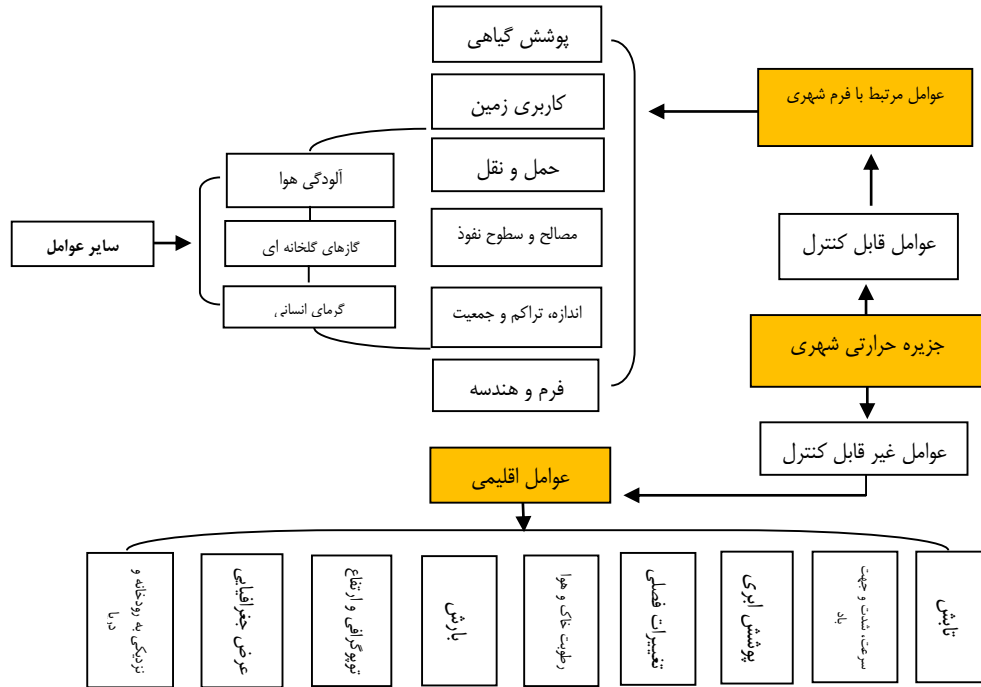 پوشش گیاهی
عوامل مرتبط با فرم شهری
کاربری زمین
حمل و نقل
آلودگی هوا
مصالح و سطوح نفوذ
عوامل قابل کنترل
سایر عوامل
گازهای گلخانه ای
گرمای انسانی
اندازه، تراکم و جمعیت
جزیره حرارتی شهری
فرم و هندسه
عوامل غیر قابل کنترل
عوامل اقلیمی
تابش
سرعت، شدت و جهت
باد
پوشش ابری
تغییرات فصلی
رطوبت خاک و هوا
بارش
توپوگرافی و ارتفاع
عرض جغرافیایی
نزدیکی به رودخانه و
دریا